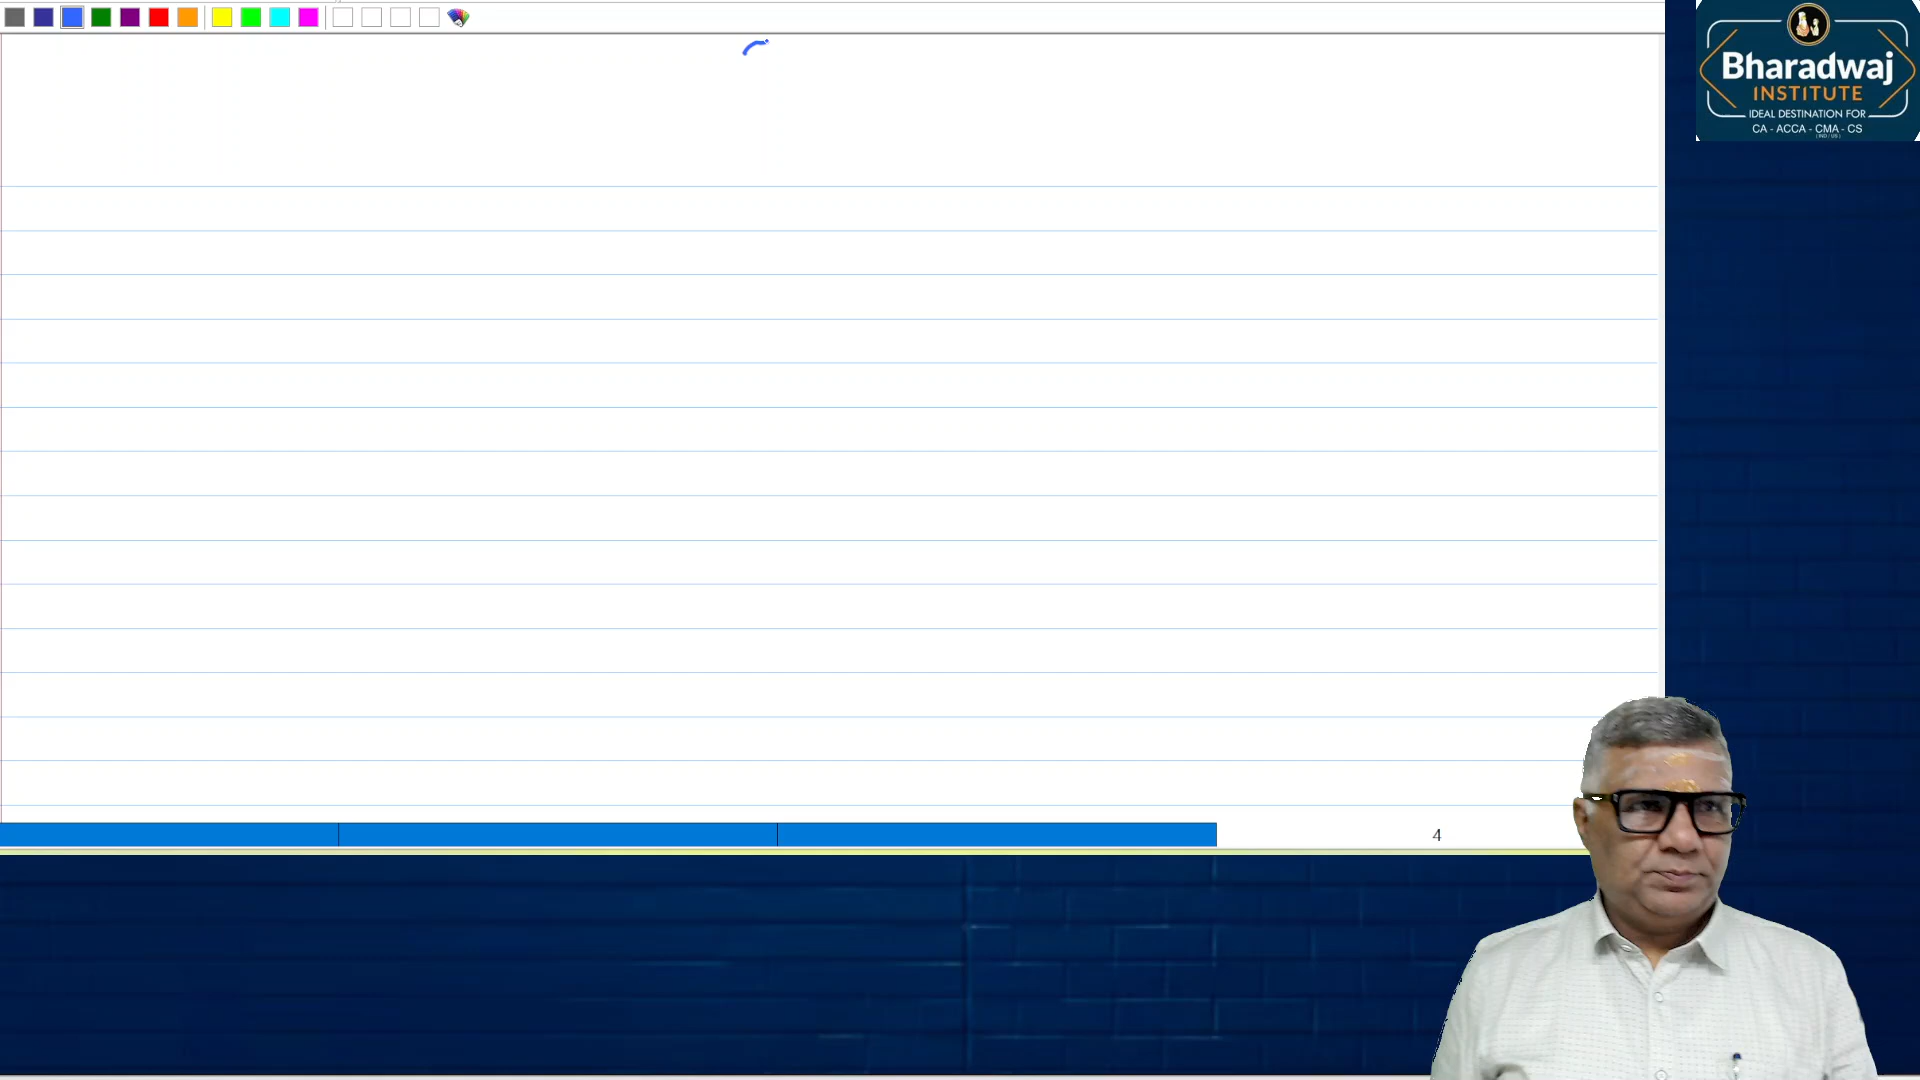 Bharadwaj
INSTITUTE
IDEAL DESTINATION FOR
CA - ACCA - CMA - CS
4